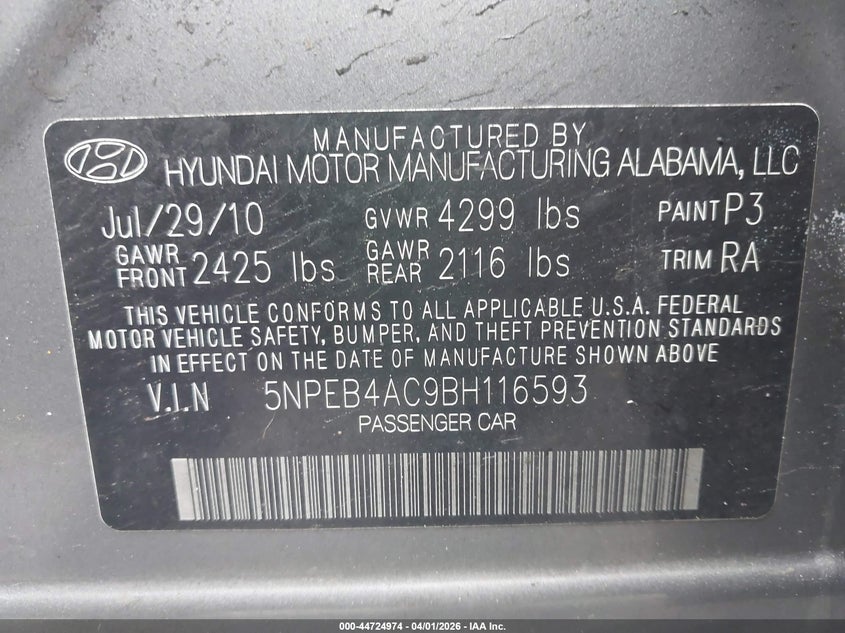 MANUFACTURED BY
HYUNDAI MOTOR MANUFACTURING ALABAMA, LLC
Jul/29/10 GVWR 4299 lbs PAINT P3
GAWR FRONT 2425 lbs GAWR REAR 2116 lbs TRIM RA
THIS VEHICLE CONFORMS TO ALL APPLICABLE U.S.A. FEDERAL
MOTOR VEHICLE SAFETY, BUMPER, AND THEFT PREVENTION STANDARDS
IN EFFECT ON THE DATE OF MANUFACTURE SHOWN ABOVE
V.I.N 5NPEB4AC9BH116593
PASSENGER CAR
000-44724974 | 04/01/2026 - IAA Inc.